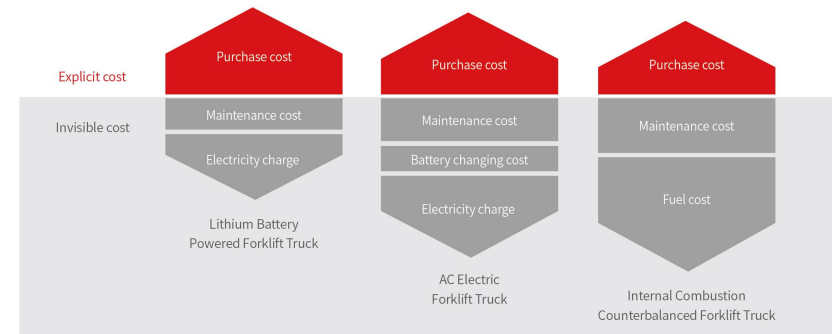 Explicit cost
Invisible cost
Purchase cost
Maintenance cost
Electricity charge
Lithium Battery
Powered Forklift Truck
Purchase cost
Maintenance cost
Battery changing cost
Electricity charge
AC Electric
Forklift Truck
Purchase cost
Maintenance cost
Fuel cost
Internal Combustion
Counterbalanced Forklift Truck